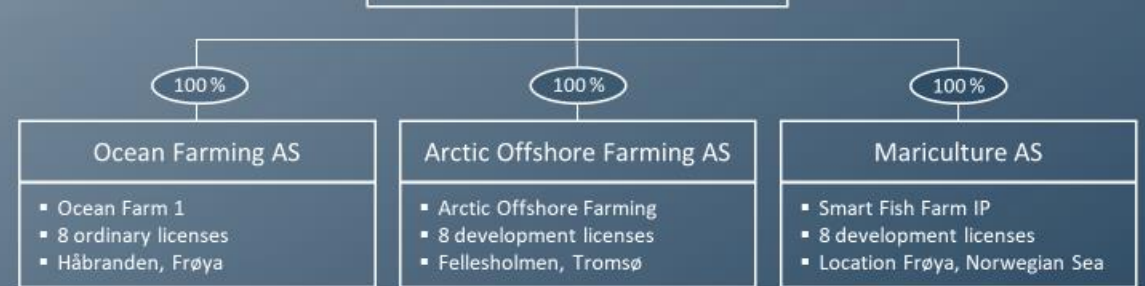 100 %
100 %
100 %
Ocean Farming AS
▪ Ocean Farm 1
▪ 8 ordinary licenses
▪ Håbranden, Frøya
Arctic Offshore Farming AS
▪ Arctic Offshore Farming
▪ 8 development licenses
▪ Fellesholmen, Tromsø
Mariculture AS
▪ Smart Fish Farm IP
▪ 8 development licenses
▪ Location Frøya, Norwegian Sea